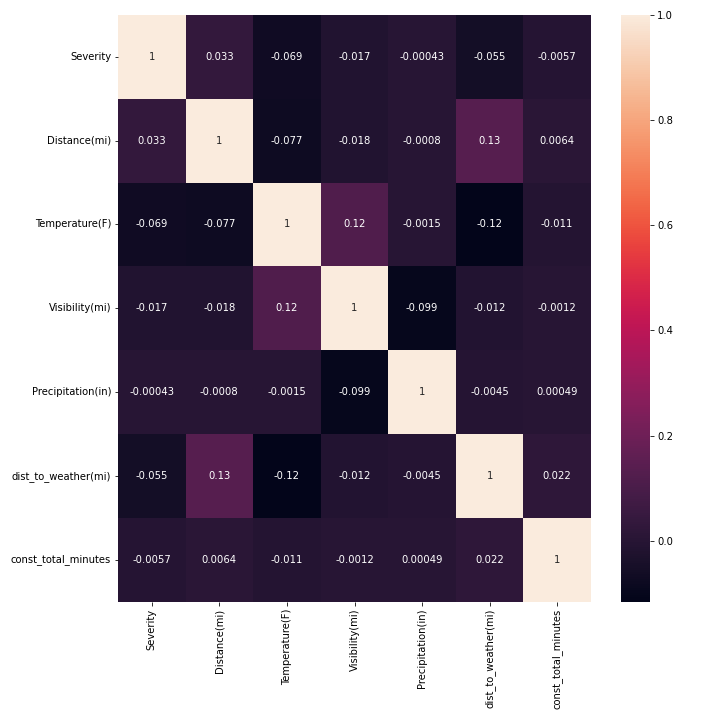 Severity 1 0.033 -0.069 -0.017 -0.00043 -0.055 -0.0057
Distance(mi) 0.033 1 -0.077 -0.018 -0.0008 0.13 0.0064
Temperature(F) -0.069 -0.077 1 0.12 -0.0015 -0.12 -0.011
Visibility(mi) -0.017 -0.018 0.12 1 -0.099 -0.012 -0.0012
Precipitation(in) -0.00043 -0.0008 -0.0015 -0.099 1 -0.0045 0.00049
dist_to_weather(mi) -0.055 0.13 -0.12 -0.012 -0.0045 1 0.022
const_total_minutes -0.0057 0.0064 -0.011 -0.0012 0.00049 0.022 1
Severity
Distance(mi)
Temperature(F)
Visibility(mi)
Precipitation(in)
dist_to_weather(mi)
const_total_minutes
1.0
0.8
0.6
0.4
0.2
0.0